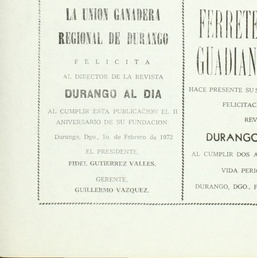 LA UNION GANADERA
REGIONAL DE DURANGO
FELICITA
AL DIRECTOR DE LA REVISTA
DURANGO AL DIA
AL CUMPLIR ESTA PUBLICACION EL II
ANIVERSARIO DE SU FUNDACION
Durango, Dgo., 1o. de Febrero de 1972
EL PRESIDENTE,
FIDEL GUTIERREZ VALLES.
GERENTE,
GUILLERMO VAZQUEZ.
FERRETE
GUADIAN
HACE PRESENTE SU S
FELICITAC
REV
DURANGO
AL CUMPLIR DOS A
VIDA PERIO
DURANGO, DGO., F